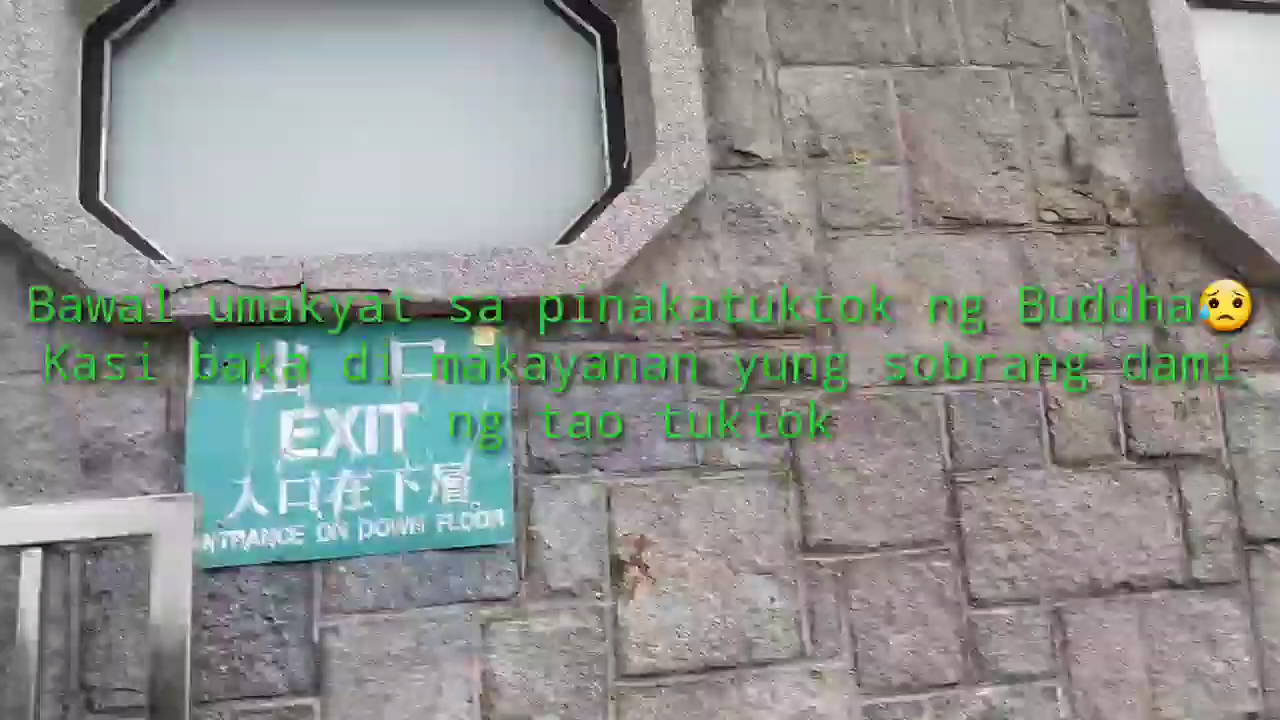 Bawal umakyat sa pinakatuktok ng Buddha😥
Kasi baka di makayanan yung sobrang dami
ng tao tuktok
出口
EXIT
入口在下層
ENTRANCE ON DOWN FLOOR